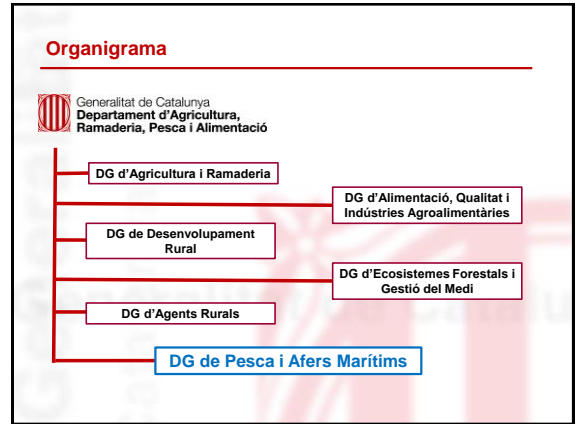 Organigrama
Generalitat de Catalunya
Departament d'Agricultura,
Ramaderia, Pesca i Alimentació
DG d'Agricultura i Ramaderia
DG d'Alimentació, Qualitat i
Indústries Agroalimentàries
DG de Desenvolupament
Rural
DG d'Ecosistemes Forestals i
Gestió del Medi
DG d'Agents Rurals
DG de Pesca i Afers Marítims